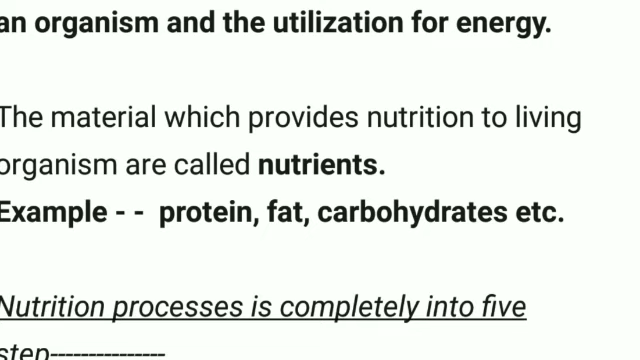 an organism and the utilization for energy.
The material which provides nutrition to living
organism are called nutrients.
Example - - protein, fat, carbohydrates etc.
Nutrition processes is completely into five
step---------------